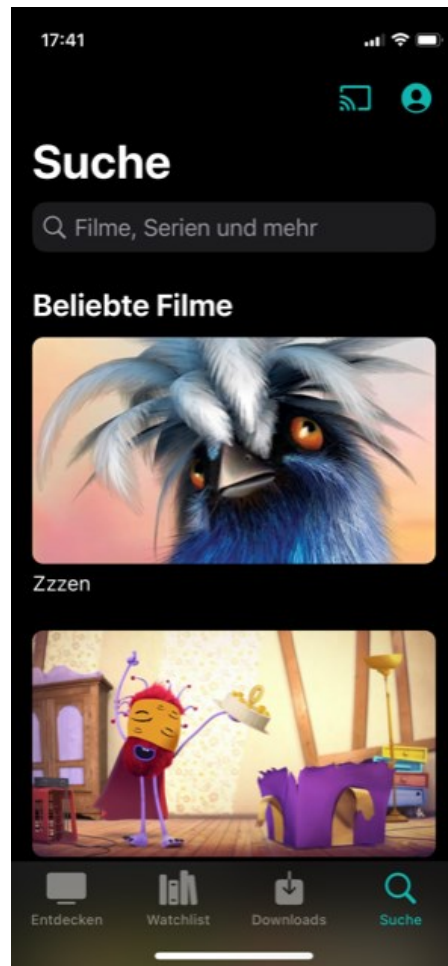 17:41
Suche
Filme, Serien und mehr
Beliebte Filme
Zzzen
Entdecken
Watchlist
Downloads
Suche